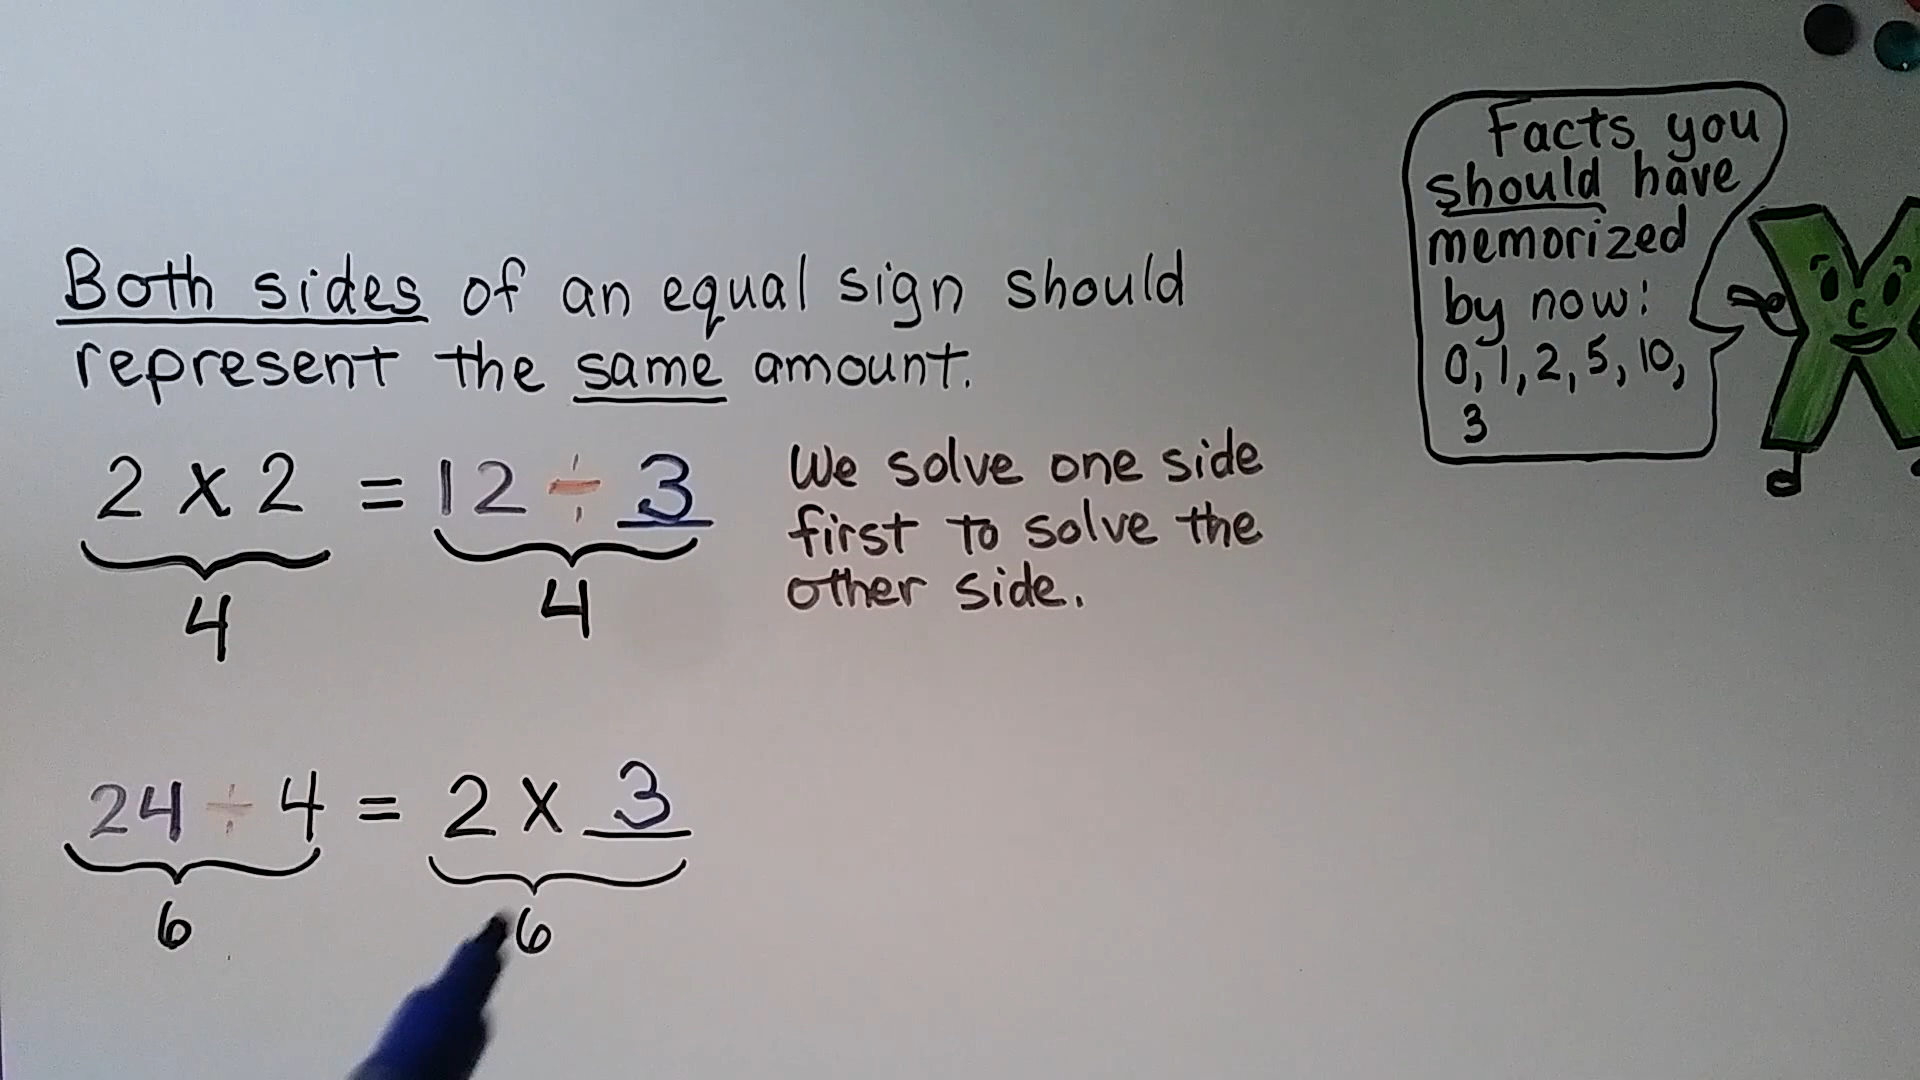 Facts you
should have
memorized
by now:
0, 1, 2, 5, 10,
3
Both sides of an equal sign should
represent the same amount.
2 x 2 = 12 ÷ 3
4 4
We solve one side
first to solve the
other side.
24 ÷ 4 = 2 x 3
6 6